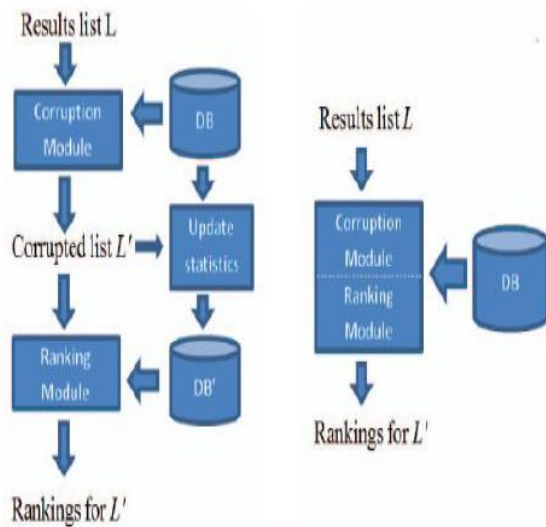 Results list L
Corruption
Module
DB
Corrupted list L'
Update
statistics
Ranking
Module
DB'
Rankings for L'
Results list L
Corruption
Module
Ranking
Module
DB
Rankings for L'